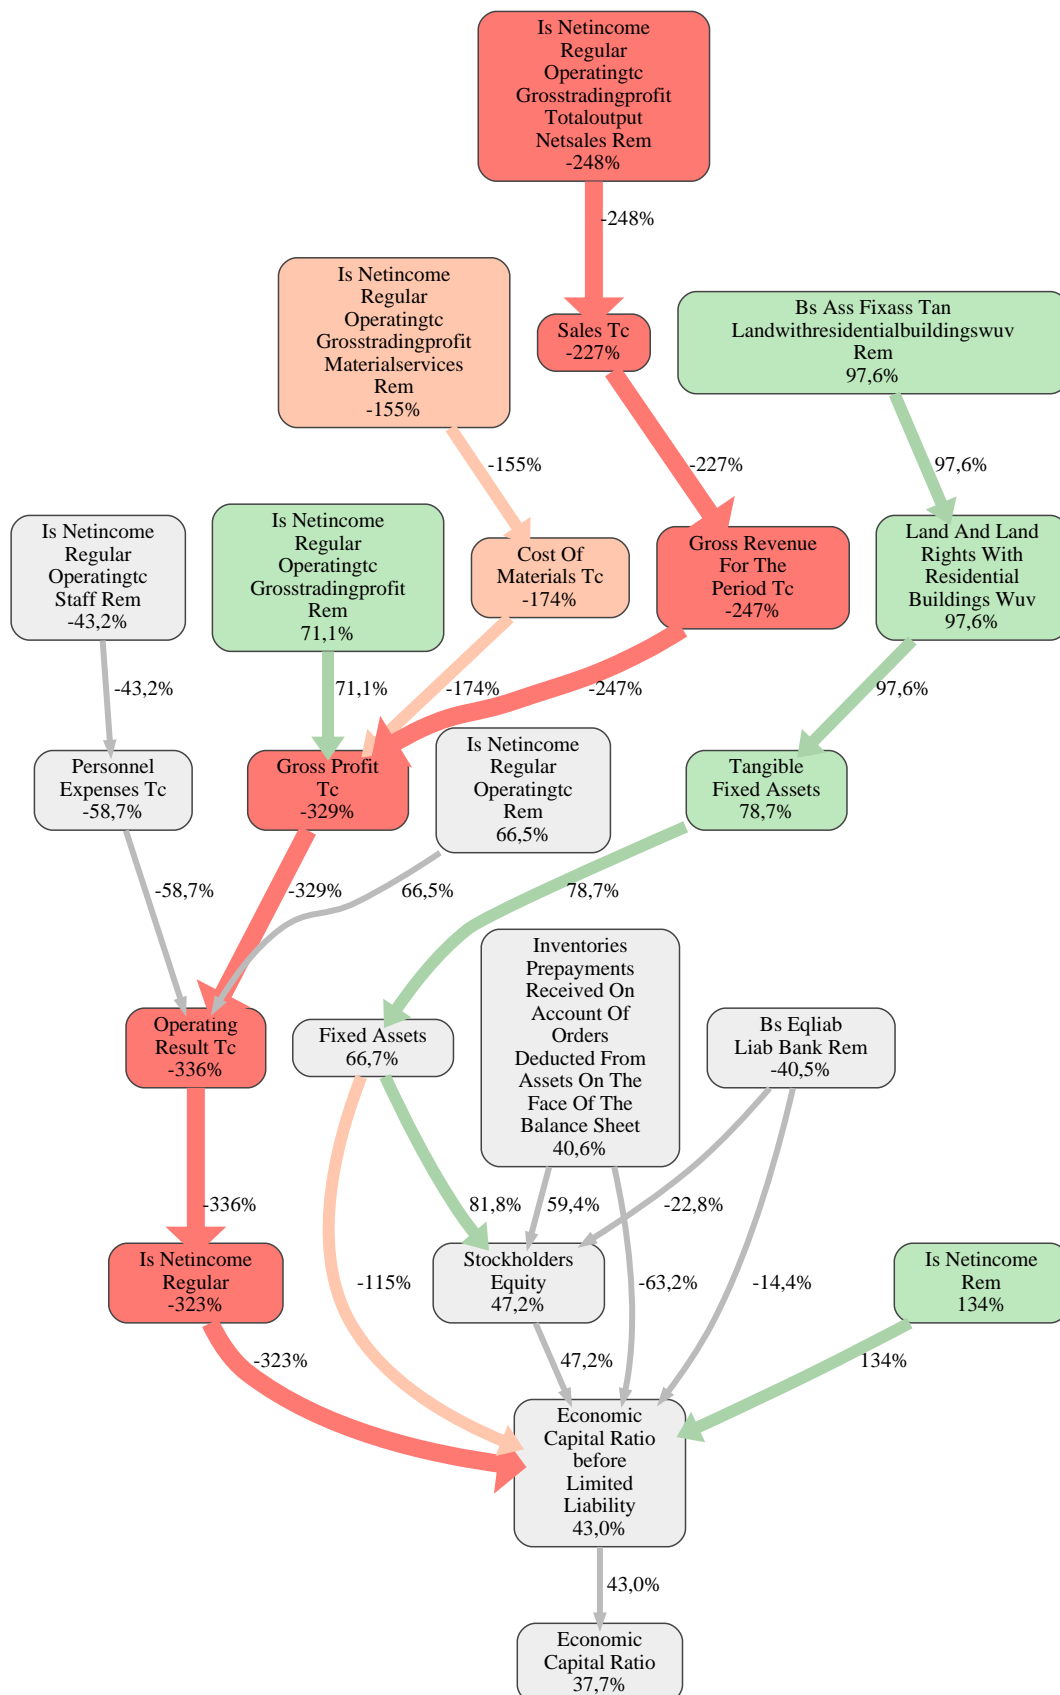 Is Netincome
Regular
Operatingtc
Grosstradingprofit
Totaloutput
Netsales Rem
-248%
-248%
Is Netincome
Regular
Operatingtc
Grosstradingprofit
Materialservices
Rem
-155%
Sales Tc
-227%
Bs Ass Fixass Tan
Landwithresidentialbuildingswuv
Rem
97,6%
-155%
-227%
97,6%
Is Netincome
Regular
Operatingtc
Staff Rem
-43,2%
Is Netincome
Regular
Operatingtc
Grosstradingprofit
Rem
71,1%
Cost Of
Materials Tc
-174%
Gross Revenue
For The
Period Tc
-247%
Land And Land
Rights With
Residential
Buildings Wuv
97,6%
-43,2%
71,1%
-174%
-247%
97,6%
Personnel
Expenses Tc
-58,7%
Gross Profit
Tc
-329%
Is Netincome
Regular
Operatingtc
Rem
66,5%
Tangible
Fixed Assets
78,7%
-58,7%
-329%
66,5%
78,7%
Operating
Result Tc
-336%
Fixed Assets
66,7%
Inventories
Prepayments
Received On
Account Of
Orders
Deducted From
Assets On The
Face Of The
Balance Sheet
40,6%
Bs Eqliab
Liab Bank Rem
-40,5%
-336%
81,8%
59,4%
-22,8%
Is Netincome
Regular
-323%
-115%
Stockholders
Equity
47,2%
-63,2%
-14,4%
Is Netincome
Rem
134%
-323%
47,2%
134%
Economic
Capital Ratio
before
Limited
Liability
43,0%
43,0%
Economic
Capital Ratio
37,7%